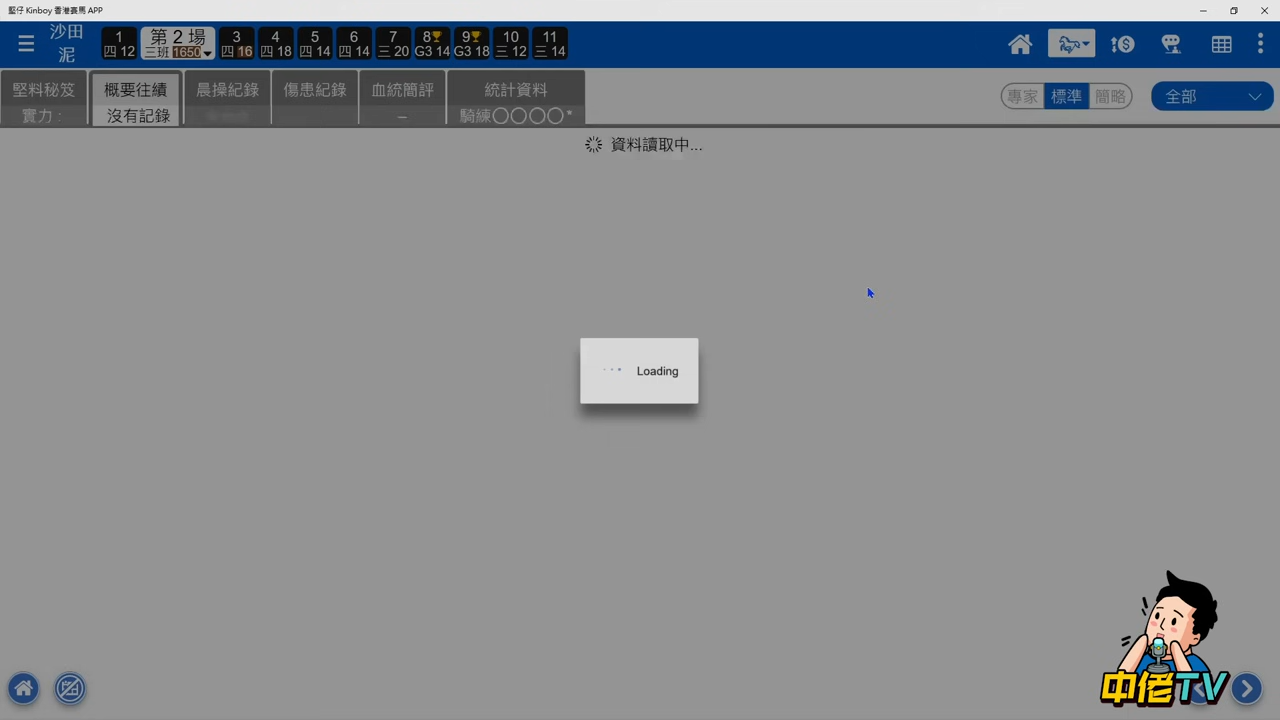 堅仔 Kinboy 香港賽馬 APP
沙田
泥
1
四 12
第 2 場
三班 1650
3
四 16
4
四 18
5
四 14
6
四 14
7
三 20
8
G3 14
9
G3 18
10
三 12
11
三 14
堅料秘笈
實力 :
概要往績
沒有記錄
晨操紀錄
傷患紀錄
血統簡評
–
統計資料
騎練〇〇〇〇*
專家
標準
簡略
全部
資料讀取中...
Loading
中佬TV